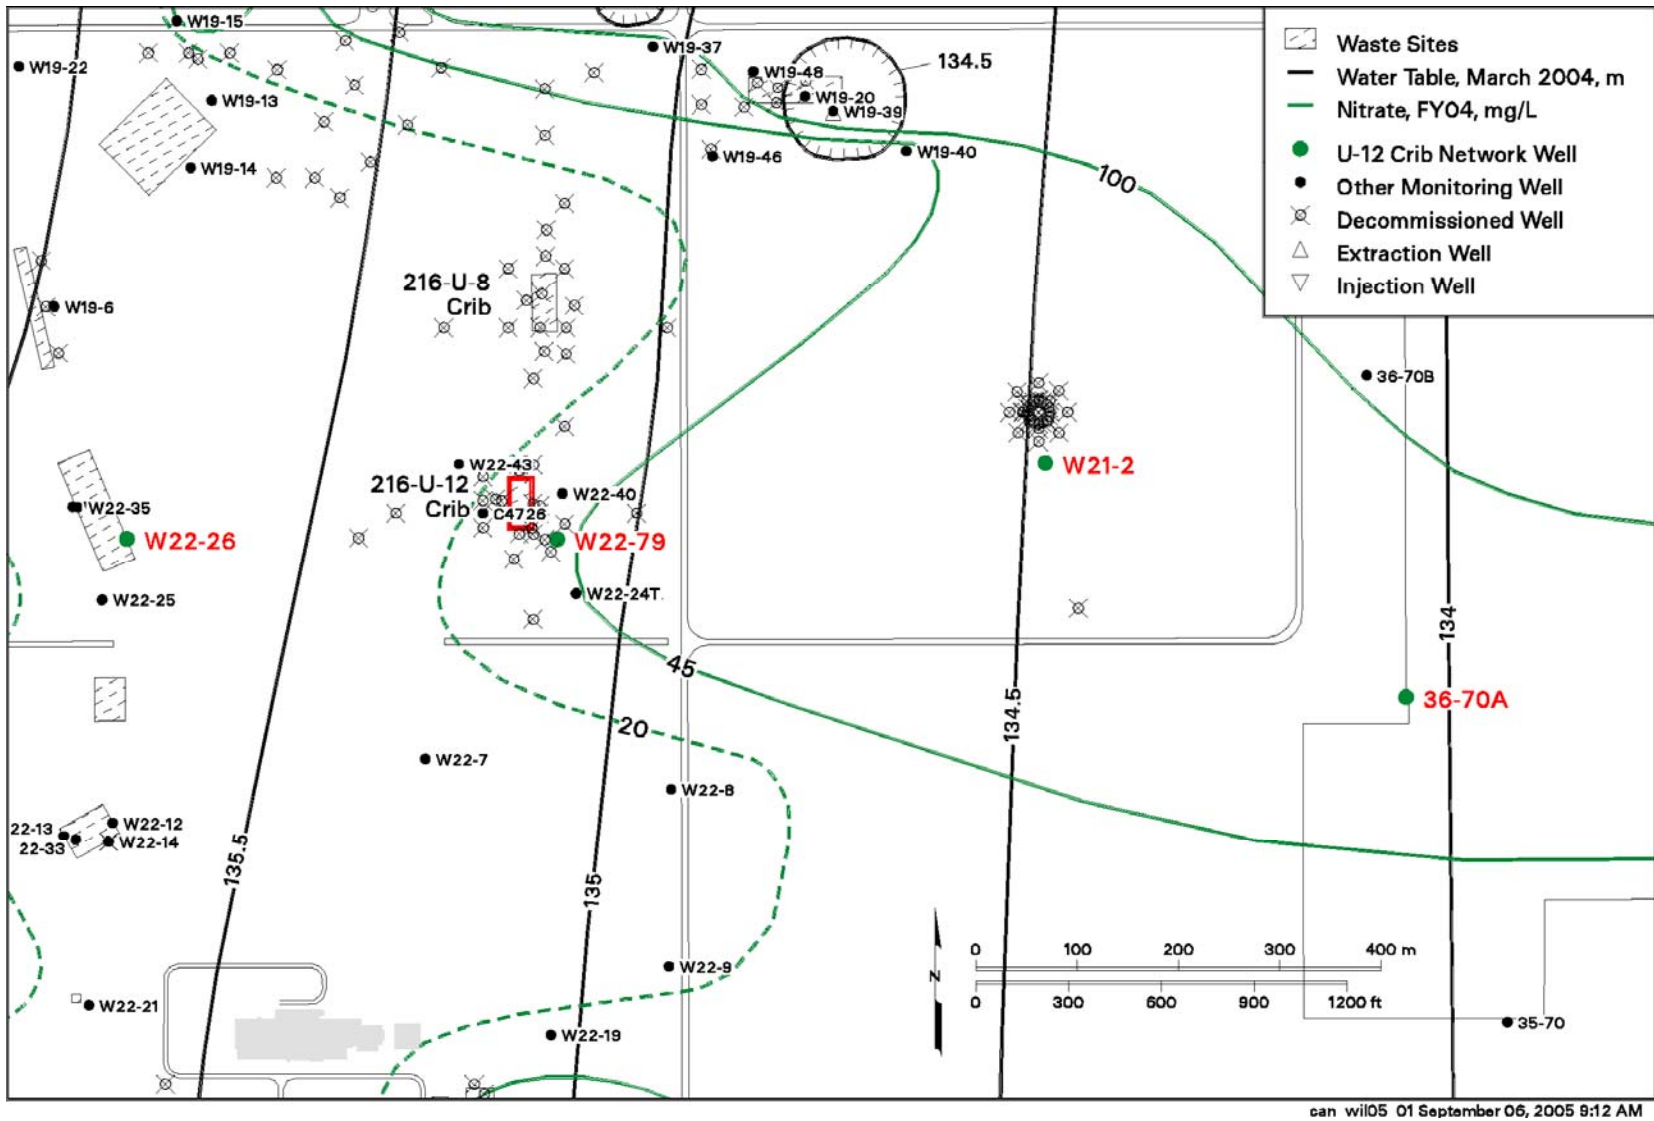 W19-15
W19-22
W19-13
W19-14
W19-6
W19-37
W19-48
W19-20
W19-39
134.5
W19-46
W19-40
100
Waste Sites
Water Table, March 2004, m
Nitrate, FY04, mg/L
U-12 Crib Network Well
Other Monitoring Well
Decommissioned Well
Extraction Well
Injection Well
216-U-8
Crib
36-70B
W22-43
216-U-12
Crib
W22-40
C4726
W21-2
W22-35
W22-26
W22-79
W22-25
W22-24T
134
45
134.5
36-70A
20
W22-7
W22-8
22-13
W22-12
22-33
W22-14
135.5
135
W22-9
W22-21
W22-19
N
0 100 200 300 400 m
0 300 600 900 1200 ft
35-70
can wil05 01 September 06, 2005 9:12 AM